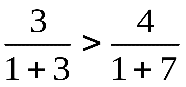 3/(1 + 3) > 4/(1 + 7)